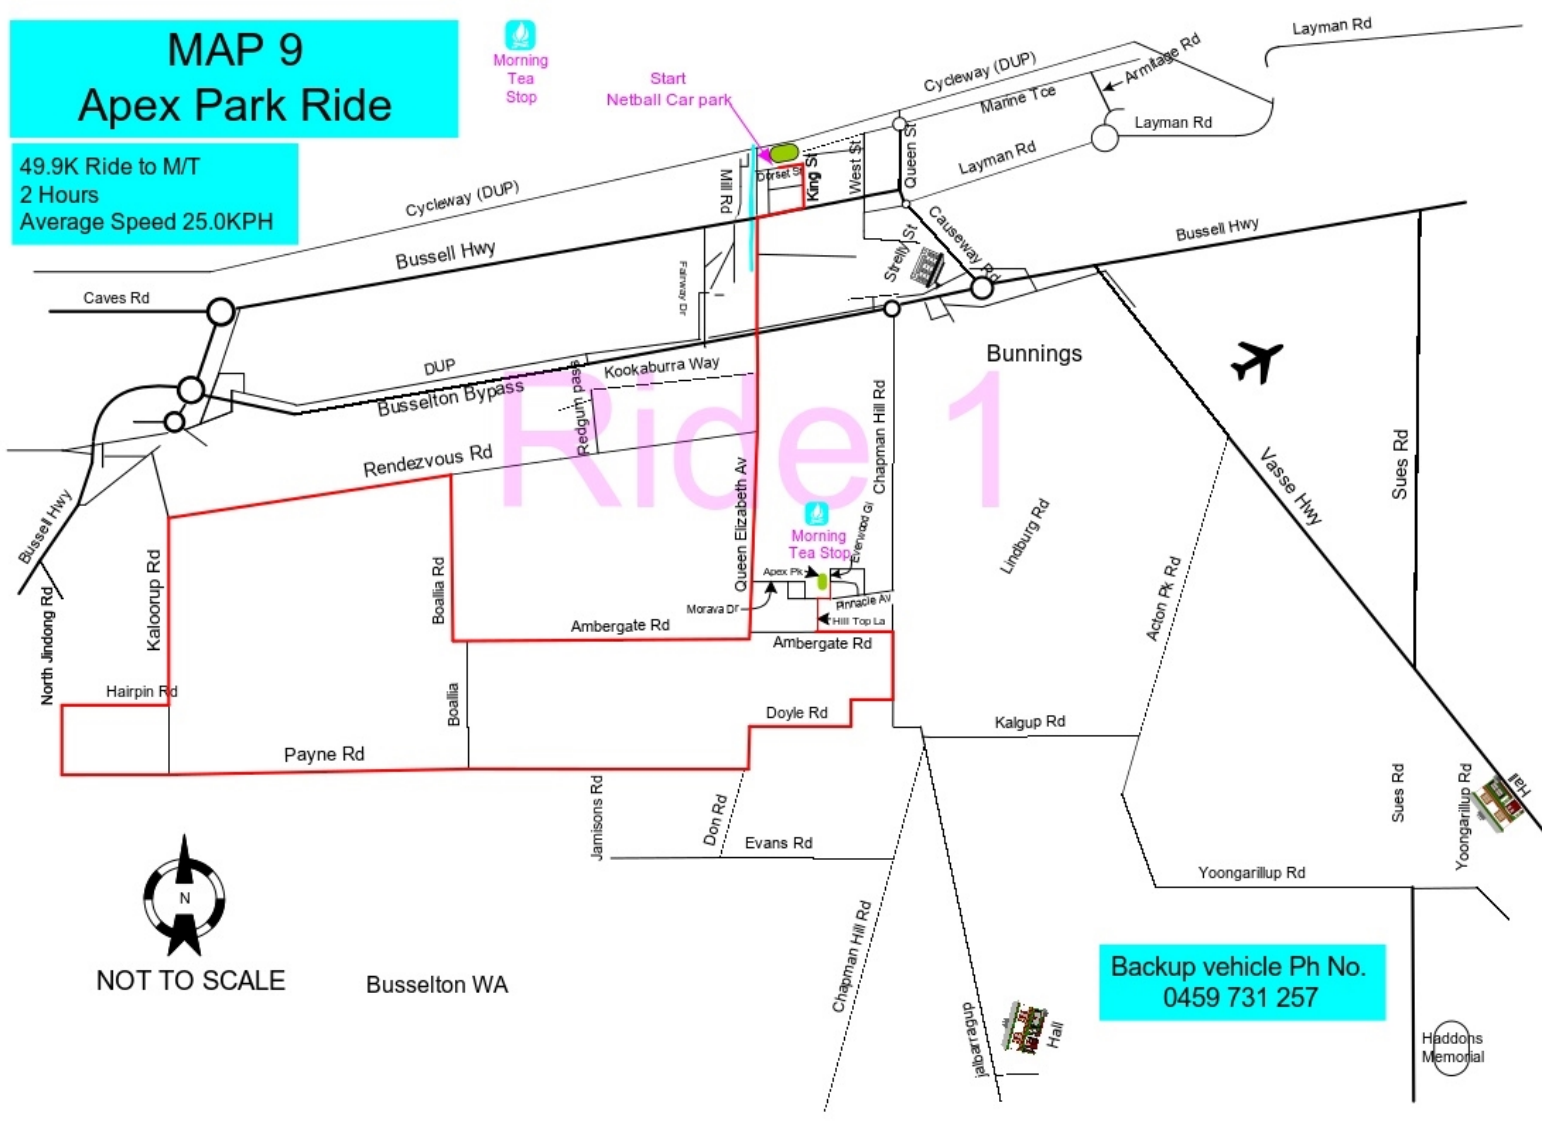 MAP 9
Apex Park Ride
49.9K Ride to M/T
2 Hours
Average Speed 25.0KPH
Morning
Tea
Stop
Start
Netball Car park
Cycleway (DUP)
Marine Tce
Armitage Rd
Layman Rd
Layman Rd
Layman Rd
Cycleway (DUP)
Mill Rd
Dorset St
King St
West St
Queen St
Bussell Hwy
Causeway Rd
Strelly St
Bussell Hwy
Caves Rd
Fairway Dr
DUP
Busselton Bypass
Kookaburra Way
Redgum pass
Bunnings
Ride 1
Rendezvous Rd
Chapman Hill Rd
Queen Elizabeth Av
Vasse Hwy
Sues Rd
Bussell Hwy
North Jindong Rd
Kaloorup Rd
Boallia Rd
Morning
Tea Stop
Everwood Gl
Apex Pk
Morava Dr
Pinnacle Av
Hill Top La
Lindburg Rd
Acton Pk Rd
Ambergate Rd
Ambergate Rd
Hairpin Rd
Boallia
Doyle Rd
Kalgup Rd
Payne Rd
Jamisons Rd
Don Rd
Evans Rd
Sues Rd
Yoongarillup Rd
Hall
Yoongarillup Rd
N
NOT TO SCALE
Busselton WA
Chapman Hill Rd
jalbarragup
Hall
Backup vehicle Ph No.
0459 731 257
Haddons
Memorial